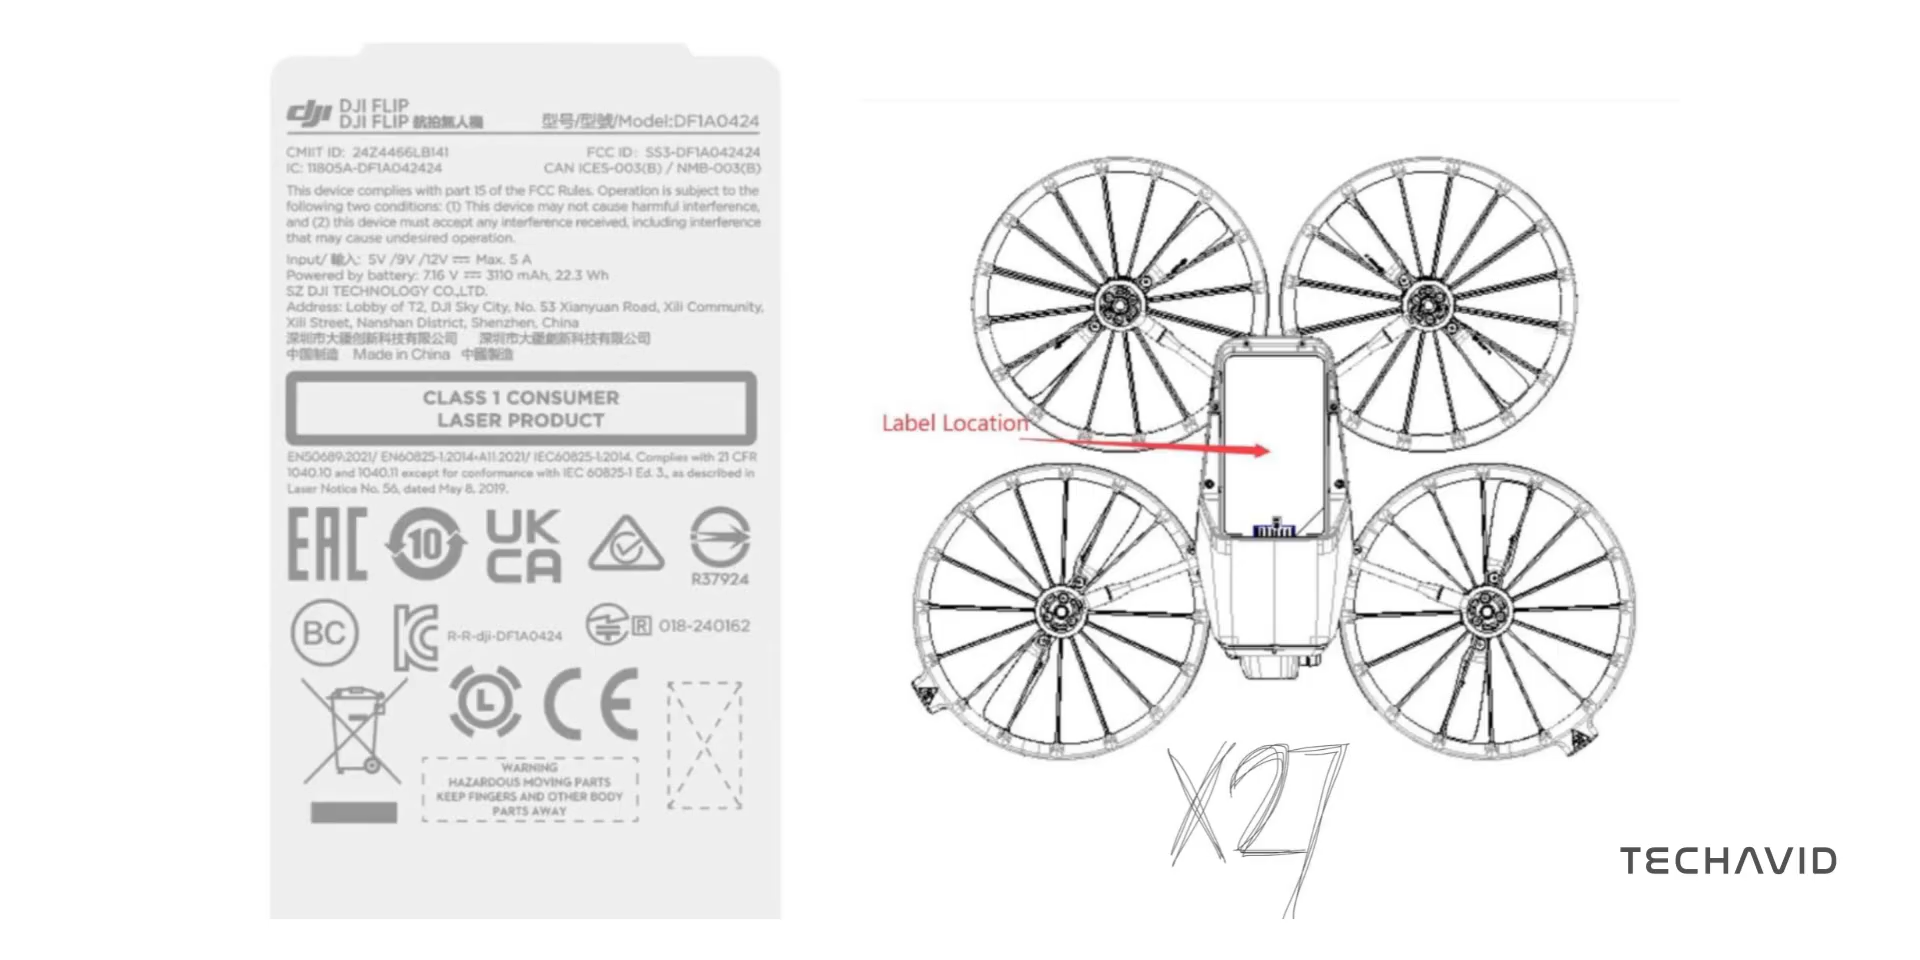 dji DJI FLIP
DJI FLIP 航拍無人機
型号/型號/Model:DF1A0424
CMIIT ID: 24Z4466LB141
FCC ID: SS3-DF1A042424
IC: 11805A-DF1A042424
CAN ICES-003(B) / NMB-003(B)
This device complies with part 15 of the FCC Rules. Operation is subject to the
following two conditions: (1) This device may not cause harmful interference,
and (2) this device must accept any interference received, including interference
that may cause undesired operation.
Input/ 輸入: 5V /9V /12V ⎓ Max. 5 A
Powered by battery: 7.16 V ⎓ 3110 mAh, 22.3 Wh
SZ DJI TECHNOLOGY CO.,LTD.
Address: Lobby of T2, DJI Sky City, No. 53 Xianyuan Road, Xili Community,
Xili Street, Nanshan District, Shenzhen, China
深圳市大疆创新科技有限公司 深圳市大疆創新科技有限公司
中国制造 Made in China 中國製造
CLASS 1 CONSUMER
LASER PRODUCT
EN50689:2021/ EN60825-1:2014+A11:2021/ IEC60825-1:2014. Complies with 21 CFR
1040.10 and 1040.11 except for conformance with IEC 60825-1 Ed. 3., as described in
Laser Notice No. 56, dated May 8, 2019.
EAC
10
UK
CA
R37924
BC
R-R-dji-DF1A0424
R 018-240162
L
CE
WARNING
HAZARDOUS MOVING PARTS
KEEP FINGERS AND OTHER BODY
PARTS AWAY
Label Location
X27
TECHAVID